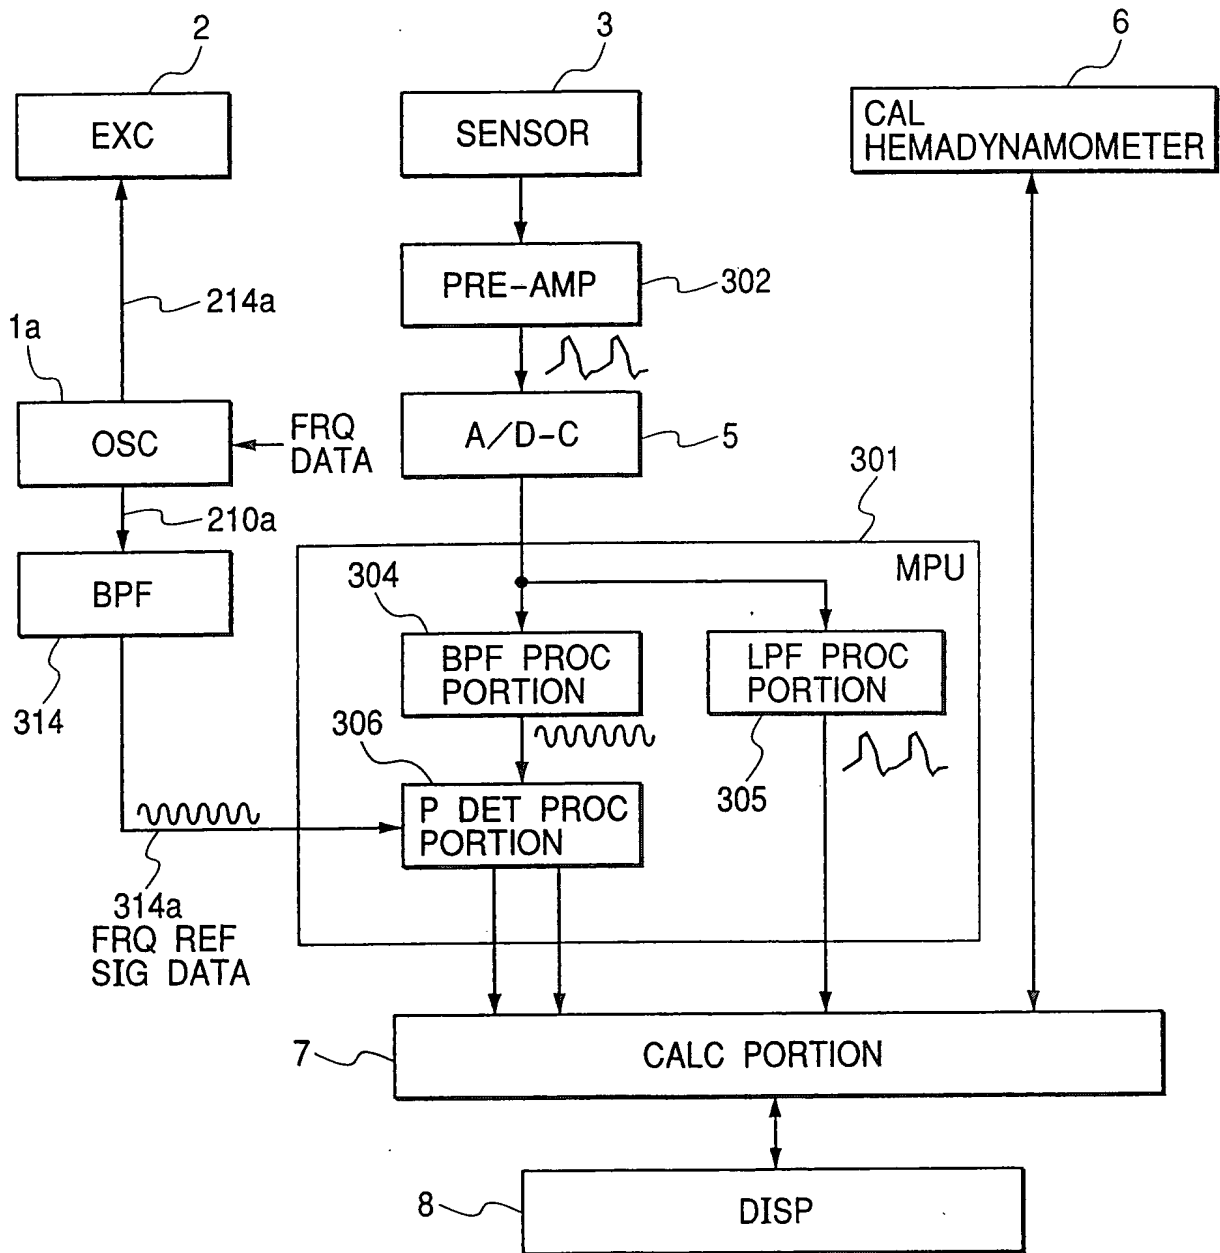 2
3
6
EXC
SENSOR
CAL
HEMADYNAMOMETER
PRE-AMP
302
214a
1a
OSC
FRQ
DATA
A/D-C
5
301
210a
MPU
BPF
304
BPF PROC
PORTION
LPF PROC
PORTION
314
306
305
P DET PROC
PORTION
314a
FRQ REF
SIG DATA
7
CALC PORTION
8
DISP